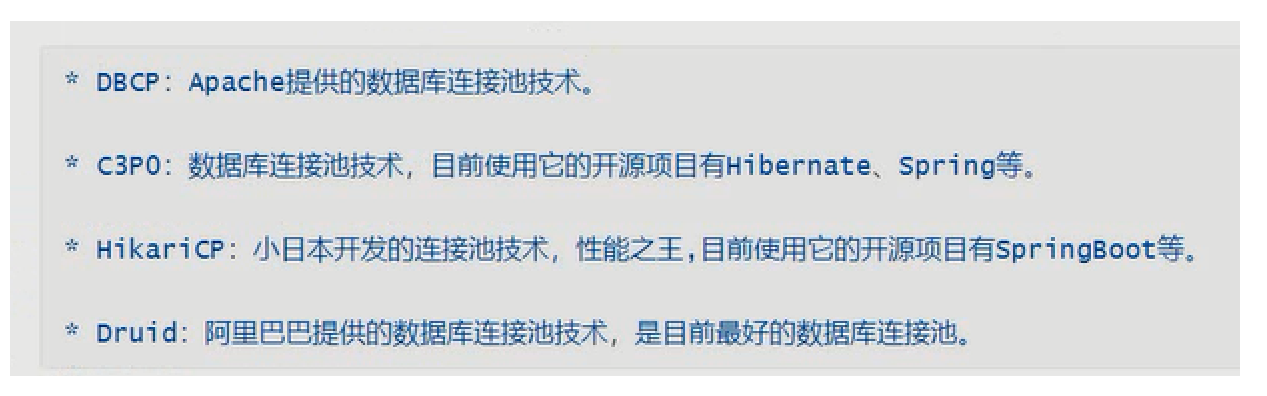 * DBCP：Apache提供的数据库连接池技术。
* C3P0：数据库连接池技术，目前使用它的开源项目有Hibernate、Spring等。
* HikariCP：小日本开发的连接池技术，性能之王,目前使用它的开源项目有SpringBoot等。
* Druid：阿里巴巴提供的数据库连接池技术，是目前最好的数据库连接池。